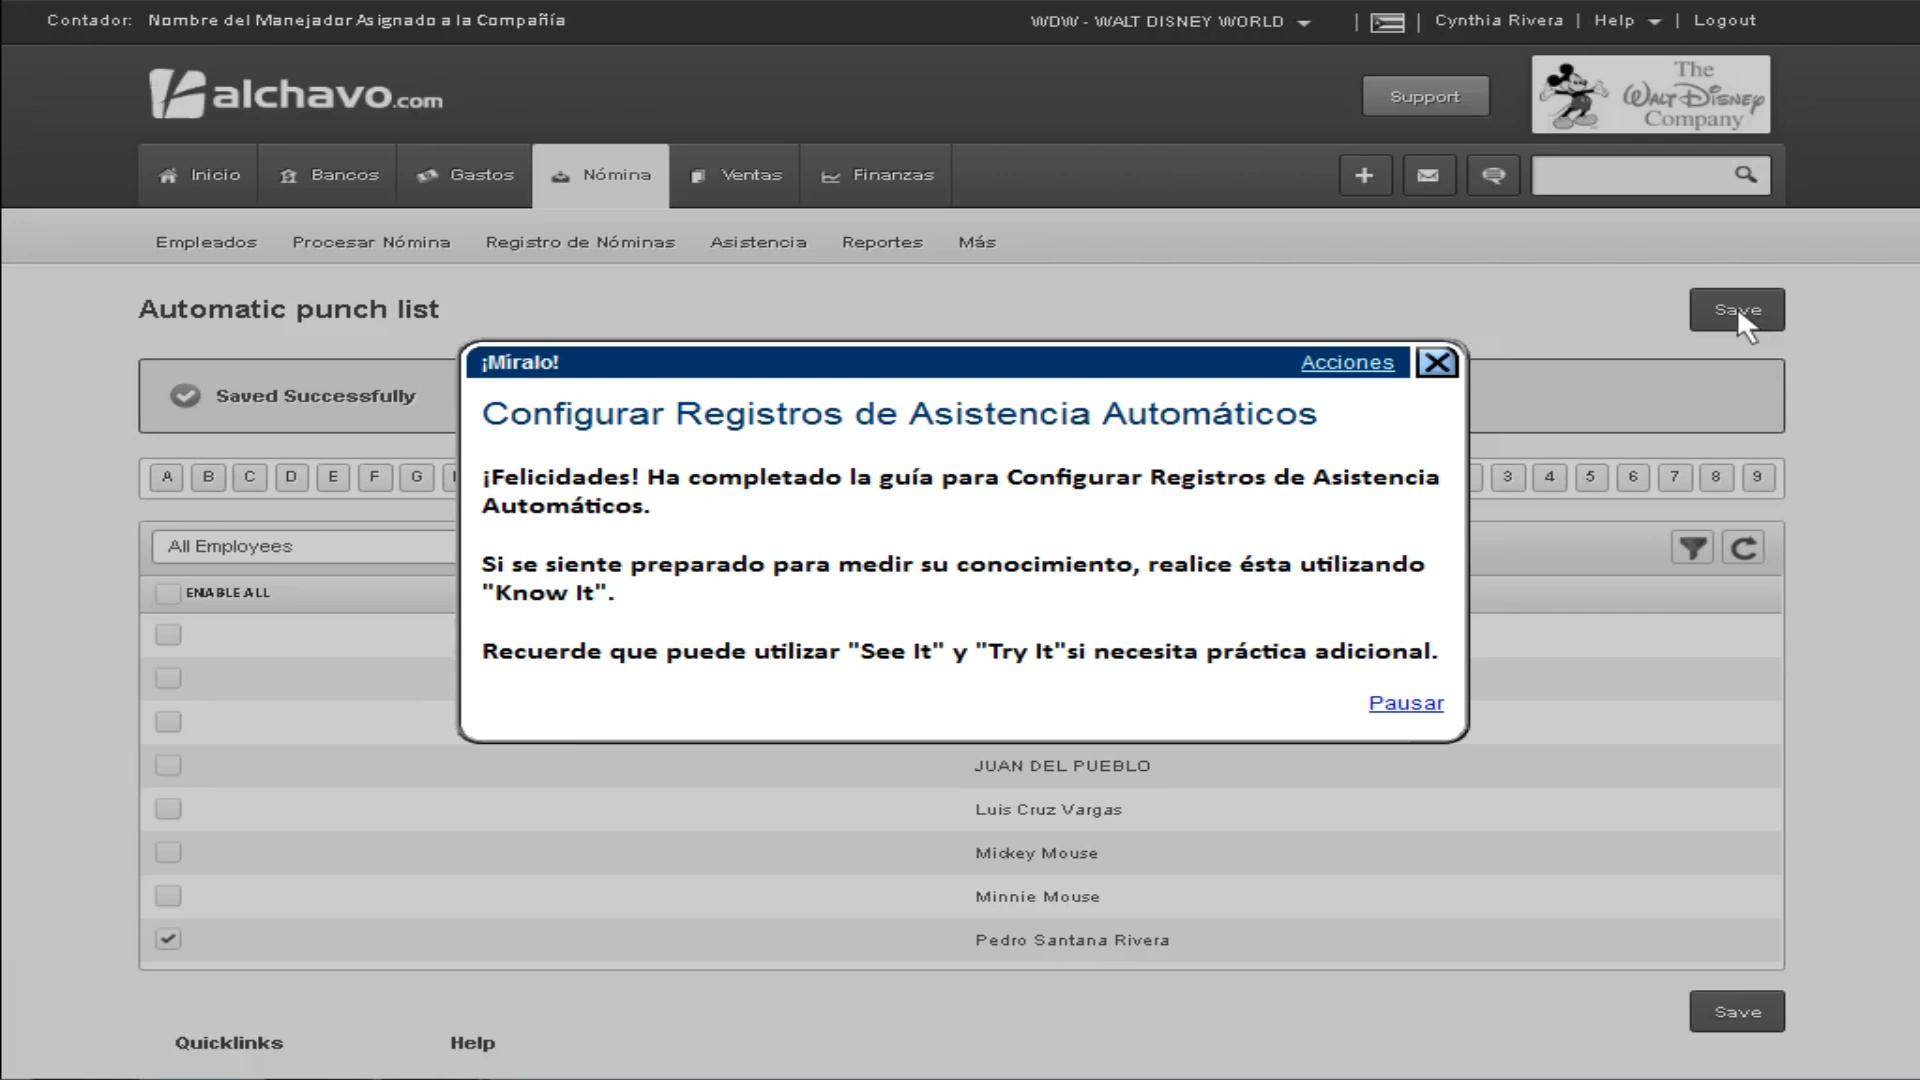 Contador: Nombre del Manejador Asignado a la Compañía
WDW - WALT DISNEY WORLD
Cynthia Rivera
Help
Logout
alchavo.com
Support
The
WALT DISNEY
Company
Inicio
Bancos
Gastos
Nómina
Ventas
Finanzas
Empleados
Procesar Nómina
Registro de Nóminas
Asistencia
Reportes
Más
Automatic punch list
Save
¡Míralo!
Acciones
Saved Successfully
Configurar Registros de Asistencia Automáticos
A B C D E F G
3 4 5 6 7 8 9
¡Felicidades! Ha completado la guía para Configurar Registros de Asistencia
Automáticos.
All Employees
Si se siente preparado para medir su conocimiento, realice ésta utilizando
"Know It".
ENABLE ALL
Recuerde que puede utilizar "See It" y "Try It"si necesita práctica adicional.
Pausar
JUAN DEL PUEBLO
Luis Cruz Vargas
Mickey Mouse
Minnie Mouse
Pedro Santana Rivera
Save
Quicklinks
Help